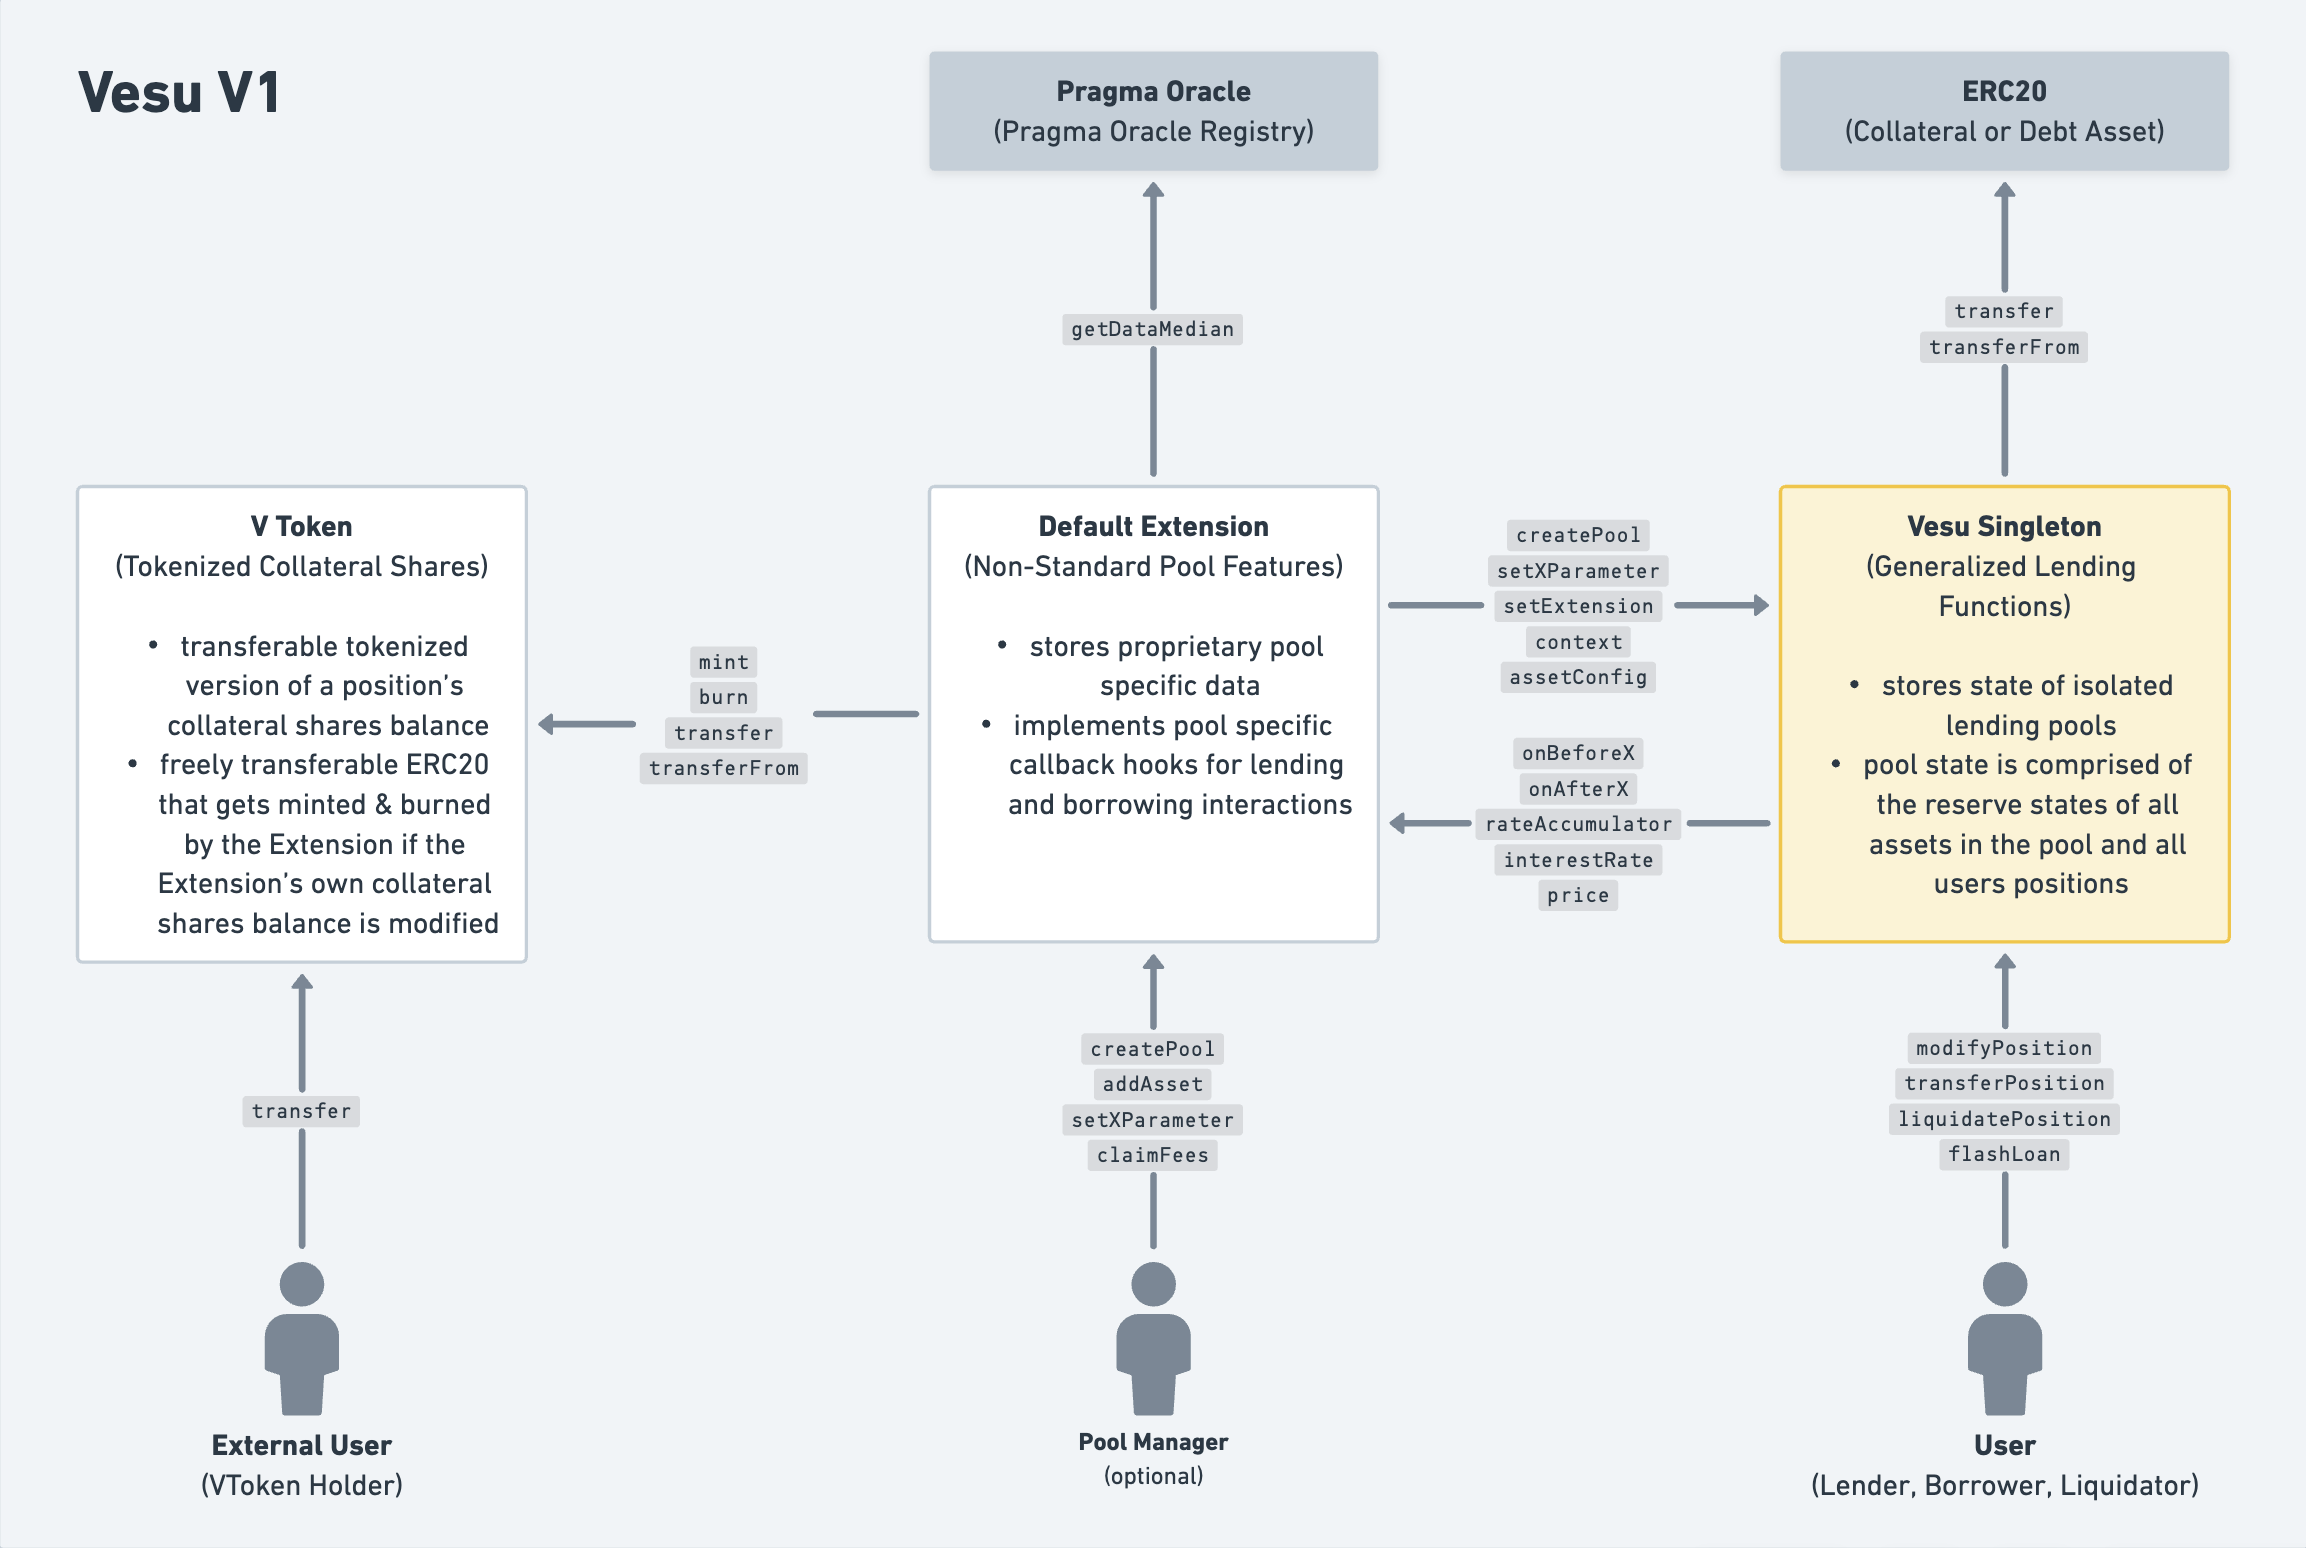 Vesu V1
Pragma Oracle
(Pragma Oracle Registry)
ERC20
(Collateral or Debt Asset)
getDataMedian
transfer
transferFrom
V Token
(Tokenized Collateral Shares)
• transferable tokenized
version of a position’s
collateral shares balance
• freely transferable ERC20
that gets minted & burned
by the Extension if the
Extension’s own collateral
shares balance is modified
mint
burn
transfer
transferFrom
Default Extension
(Non-Standard Pool Features)
• stores proprietary pool
specific data
• implements pool specific
callback hooks for lending
and borrowing interactions
createPool
setXParameter
setExtension
context
assetConfig
onBeforeX
onAfterX
rateAccumulator
interestRate
price
Vesu Singleton
(Generalized Lending
Functions)
• stores state of isolated
lending pools
• pool state is comprised of
the reserve states of all
assets in the pool and all
users positions
transfer
createPool
addAsset
setXParameter
claimFees
modifyPosition
transferPosition
liquidatePosition
flashLoan
External User
(VToken Holder)
Pool Manager
(optional)
User
(Lender, Borrower, Liquidator)